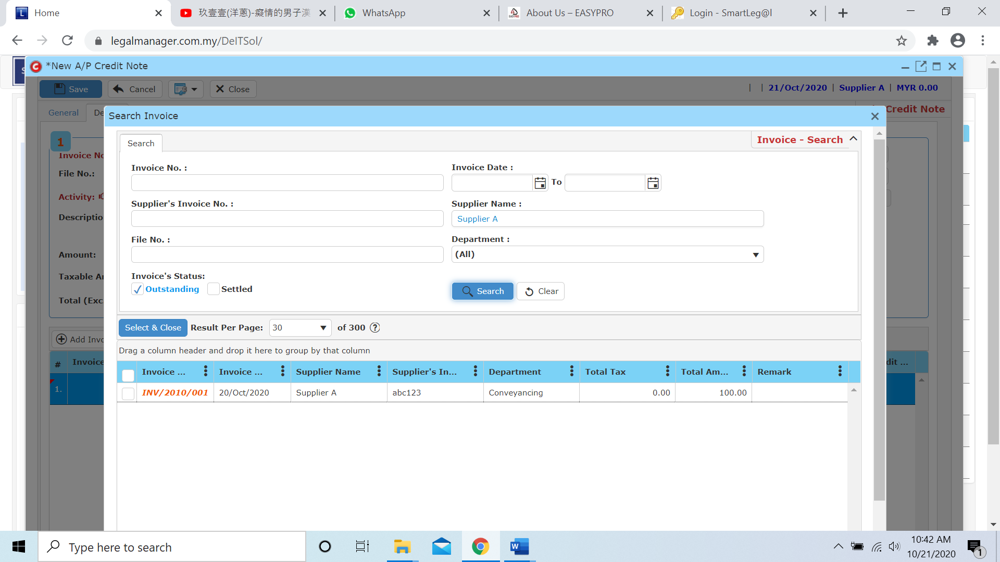 Home
玖壹壹(洋蔥)-癡情的男子漢
WhatsApp
About Us – EASYPRO
Login - SmartLeg@l
legalmanager.com.my/DeITSol/
*New A/P Credit Note
Save
Cancel
Close
| | 21/Oct/2020 | Supplier A | MYR 0.00
General
De
Credit Note
Search Invoice
1
Invoice No
File No.:
Activity:
Descriptio
Amount:
Taxable A
Total (Exc
Add Invo
# Invoice
dit ...
1.
Search
Invoice - Search
Invoice No. :
Invoice Date :
To
Supplier's Invoice No. :
Supplier Name :
Supplier A
File No. :
Department :
(All)
Invoice's Status:
Outstanding
Settled
Search
Clear
Select & Close
Result Per Page:
30
of 300
Drag a column header and drop it here to group by that column
Invoice ... Invoice ... Supplier Name Supplier's In... Department Total Tax Total Am... Remark
INV/2010/001 20/Oct/2020 Supplier A abc123 Conveyancing 0.00 100.00
Type here to search
10:42 AM
10/21/2020
1